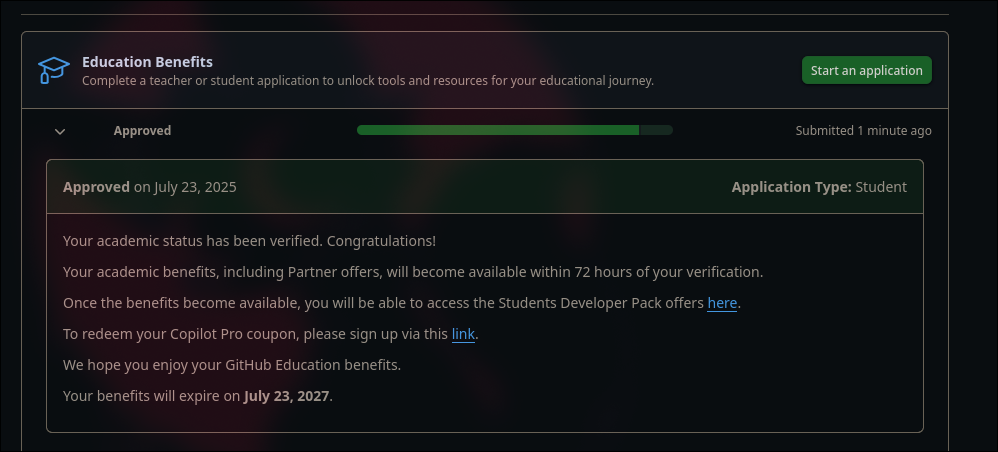 Education Benefits
Complete a teacher or student application to unlock tools and resources for your educational journey.
Start an application
Approved
Submitted 1 minute ago
Approved on July 23, 2025
Application Type: Student
Your academic status has been verified. Congratulations!
Your academic benefits, including Partner offers, will become available within 72 hours of your verification.
Once the benefits become available, you will be able to access the Students Developer Pack offers here.
To redeem your Copilot Pro coupon, please sign up via this link.
We hope you enjoy your GitHub Education benefits.
Your benefits will expire on July 23, 2027.